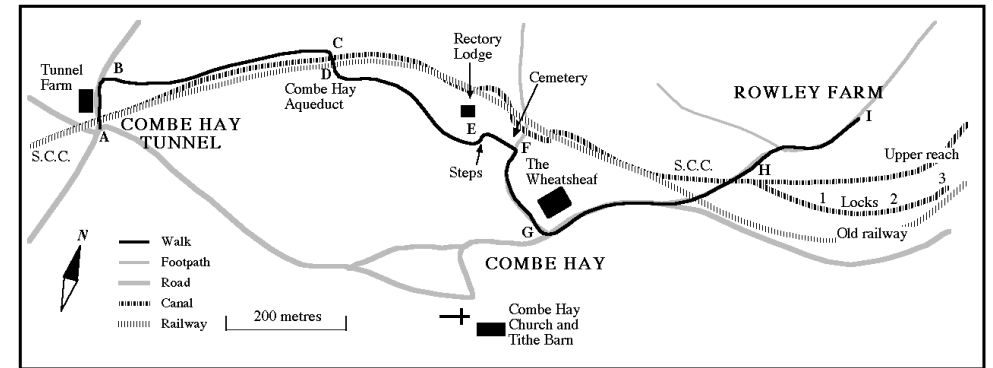 C
Rectory
Lodge
Tunnel
Farm
B
D
Combe Hay
Aqueduct
Cemetery
ROWLEY FARM
I
A
COMBE HAY
TUNNEL
S.C.C.
E
Steps
F
The
Wheatsheaf
S.C.C.
H
Upper reach
1 Locks 2
3
Old railway
G
COMBE HAY
N
Walk
Footpath
Road
Canal
Railway
200 metres
Combe Hay
Church and
Tithe Barn